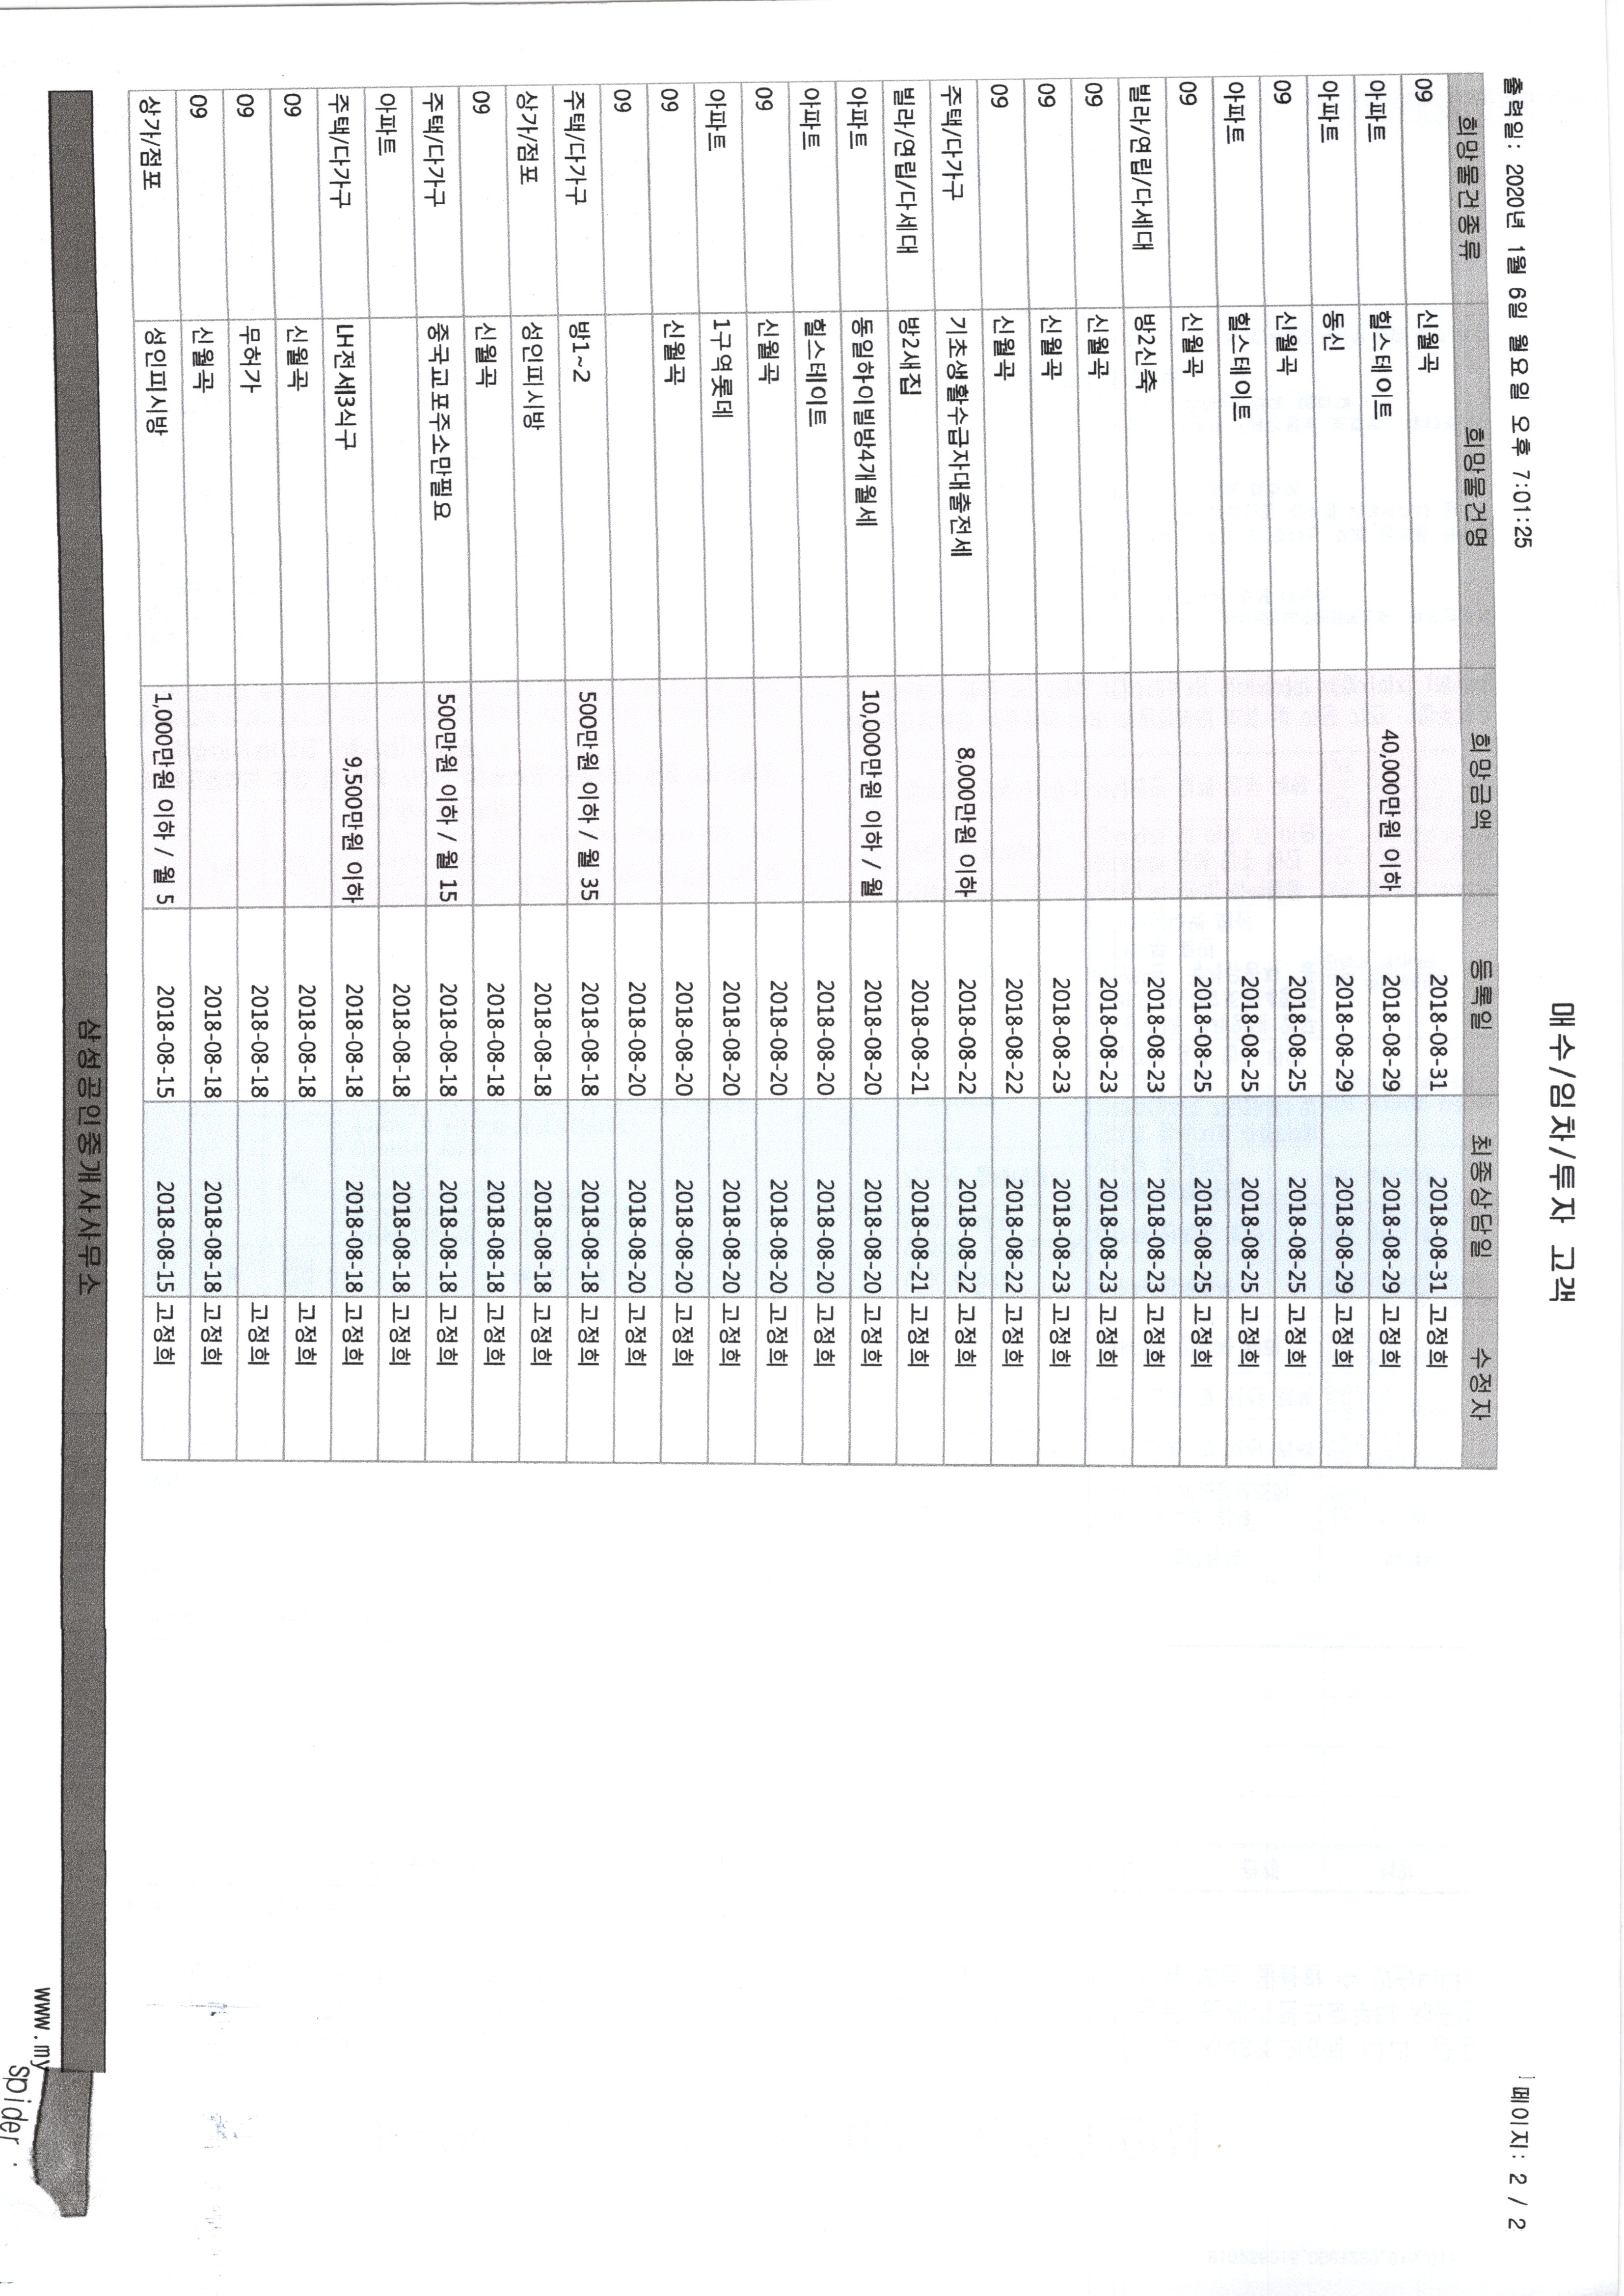 매수/임차/투자 고객
출력일: 2020년 1월 6일 월요일 오후 7:01:25
페이지: 2 / 2
희망물건종류 희망물건명 희망금액 등록일 최종상담일 수정자
09 신월곡 2018-08-31 2018-08-31 고정희
아파트 힐스테이트 40,000만원 이하 2018-08-29 2018-08-29 고정희
아파트 동신 2018-08-29 2018-08-29 고정희
09 신월곡 2018-08-25 2018-08-25 고정희
아파트 힐스테이트 2018-08-25 2018-08-25 고정희
09 신월곡 2018-08-25 2018-08-25 고정희
빌라/연립/다세대 방2신축 2018-08-23 2018-08-23 고정희
09 신월곡 2018-08-23 2018-08-23 고정희
09 신월곡 2018-08-23 2018-08-23 고정희
09 신월곡 2018-08-22 2018-08-22 고정희
주택/다가구 기초생활수급자대출전세 8,000만원 이하 2018-08-22 2018-08-22 고정희
빌라/연립/다세대 방2새집 2018-08-21 2018-08-21 고정희
아파트 동일하이빌방4개월세 10,000만원 이하 / 월 2018-08-20 2018-08-20 고정희
아파트 힐스테이트 2018-08-20 2018-08-20 고정희
09 신월곡 2018-08-20 2018-08-20 고정희
아파트 1구역롯데 2018-08-20 2018-08-20 고정희
09 신월곡 2018-08-20 2018-08-20 고정희
09 2018-08-20 2018-08-20 고정희
주택/다가구 방1~2 500만원 이하 / 월 35 2018-08-18 2018-08-18 고정희
상가/점포 성인피시방 2018-08-18 2018-08-18 고정희
09 신월곡 2018-08-18 2018-08-18 고정희
주택/다가구 중국교포주소만필요 500만원 이하 / 월 15 2018-08-18 2018-08-18 고정희
아파트 2018-08-18 2018-08-18 고정희
주택/다가구 LH전세3식구 9,500만원 이하 2018-08-18 2018-08-18 고정희
09 신월곡 2018-08-18 고정희
09 무허가 2018-08-18 고정희
09 신월곡 2018-08-18 2018-08-18 고정희
상가/점포 성인피시방 1,000만원 이하 / 월 5 2018-08-15 2018-08-15 고정희
삼성공인중개사사무소
www.my
spider